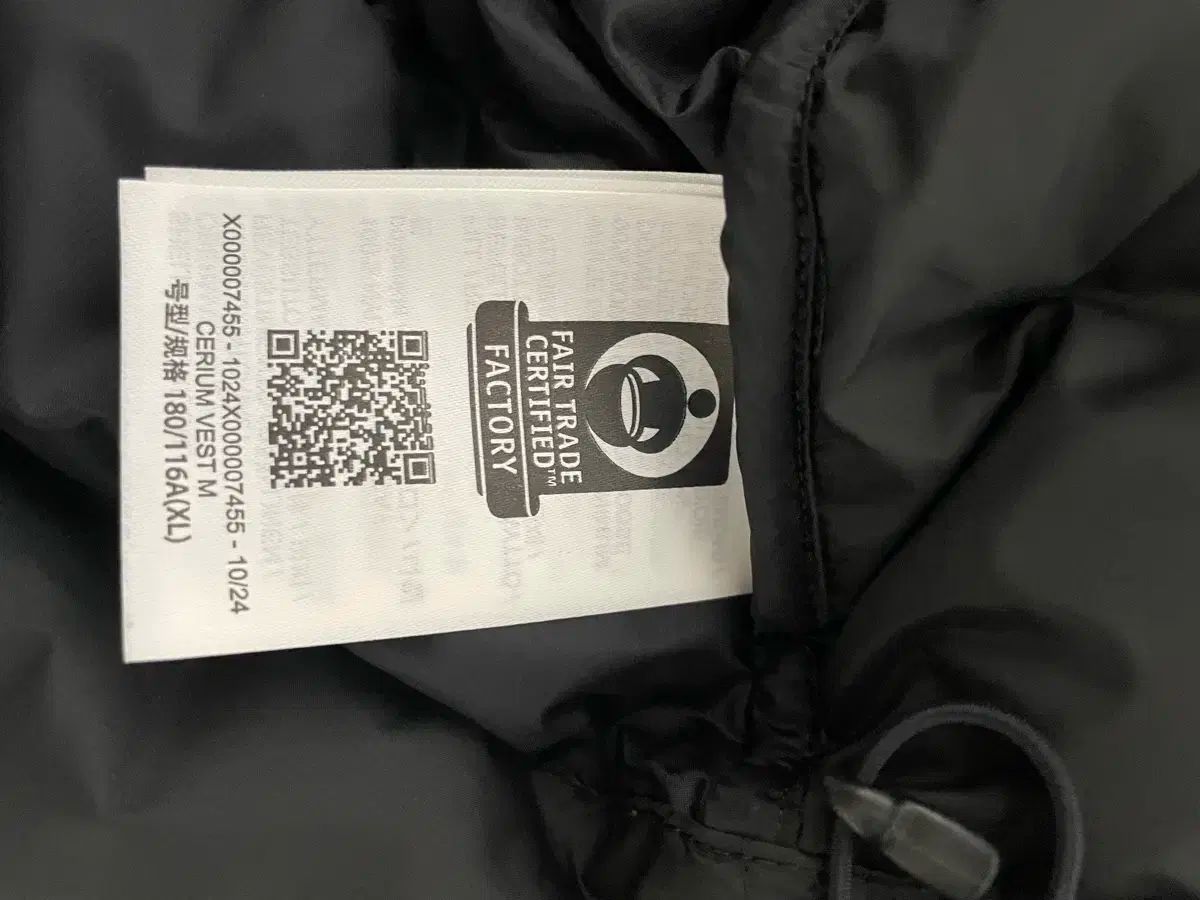 FAIR TRADE
CERTIFIED™
FACTORY
X000007455 - 1024X000007455 - 10/24
CERIUM VEST M
号型/规格 180/116A(XL)